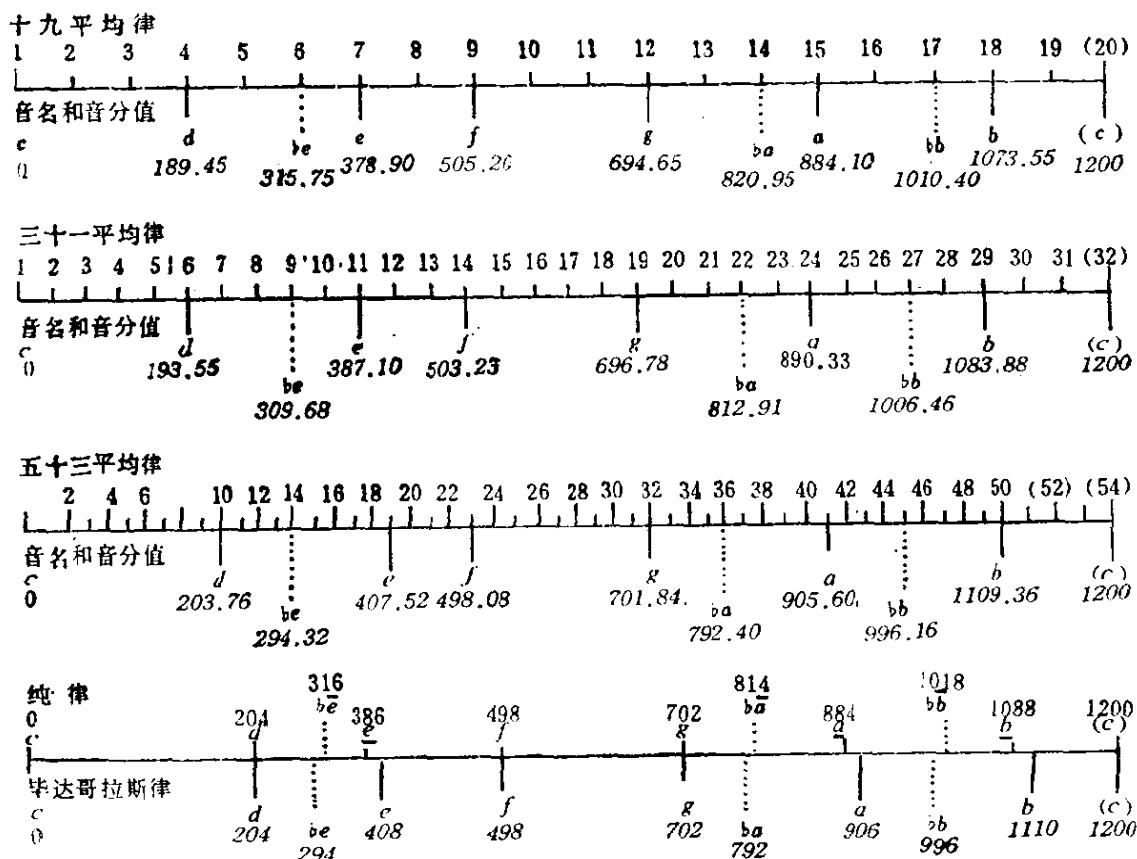 十九平均律
1 2 3 4 5 6 7 8 9 10 11 12 13 14 15 16 17 18 19 (20)
音名和音分值
c d ♭e e f g ♭a a ♭b b (c)
0 189.45 315.75 378.90 505.20 694.65 820.95 884.10 1010.40 1073.55 1200
三十一平均律
1 2 3 4 5 6 7 8 9 10 11 12 13 14 15 16 17 18 19 20 21 22 23 24 25 26 27 28 29 30 31 (32)
音名和音分值
c d ♭e e f g ♭a a ♭b b (c)
0 193.55 309.68 387.10 503.23 696.78 812.91 890.33 1006.46 1083.88 1200
五十三平均律
2 4 6 10 12 14 16 18 20 22 24 26 28 30 32 34 36 38 40 42 44 46 48 50 (52) (54)
音名和音分值
c d ♭e e f g ♭a a ♭b b (c)
0 203.76 294.32 407.52 498.08 701.84 792.40 905.60 996.16 1109.36 1200
纯律
0 204 316 386 498 702 814 884 1018 1088 1200
c d ♭e̅ e̲ f g ♭a̅ a̲ ♭b̅ b̲ (c)
毕达哥拉斯律
c d ♭e e f g ♭a a ♭b b (c)
0 204 294 408 498 702 792 906 996 1110 1200